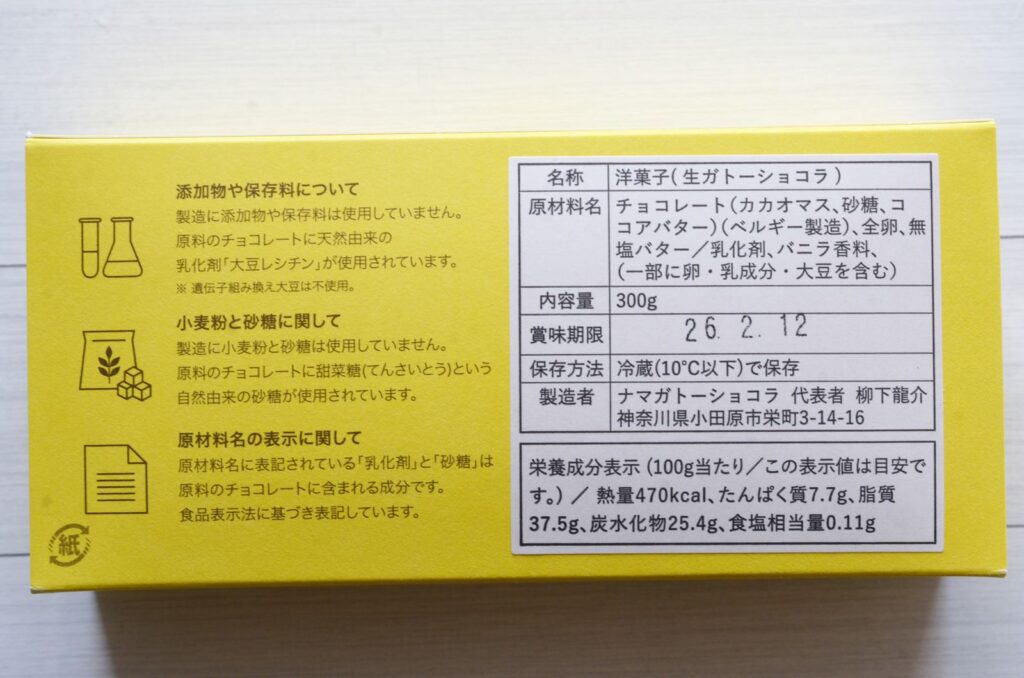 添加物や保存料について
製造に添加物や保存料は使用していません。
原料のチョコレートに天然由来の
乳化剤「大豆レシチン」が使用されています。
※ 遺伝子組み換え大豆は不使用。
小麦粉と砂糖に関して
製造に小麦粉と砂糖は使用していません。
原料のチョコレートに甜菜糖(てんさいとう)という
自然由来の砂糖が使用されています。
原材料名の表示に関して
原材料名に表記されている「乳化剤」と「砂糖」は
原料のチョコレートに含まれる成分です。
食品表示法に基づき表記しています。
紙
名称 洋菓子(生ガトーショコラ)
原材料名 チョコレート(カカオマス、砂糖、コ
コアバター)(ベルギー製造)、全卵、無
塩バター/乳化剤、バニラ香料、
(一部に卵・乳成分・大豆を含む)
内容量 300g
賞味期限 26. 2. 12
保存方法 冷蔵(10℃以下)で保存
製造者 ナマガトーショコラ 代表者 柳下龍介
神奈川県小田原市栄町3-14-16
栄養成分表示 (100g当たり/この表示値は目安で
す。) / 熱量470kcal、たんぱく質7.7g、脂質
37.5g、炭水化物25.4g、食塩相当量0.11g